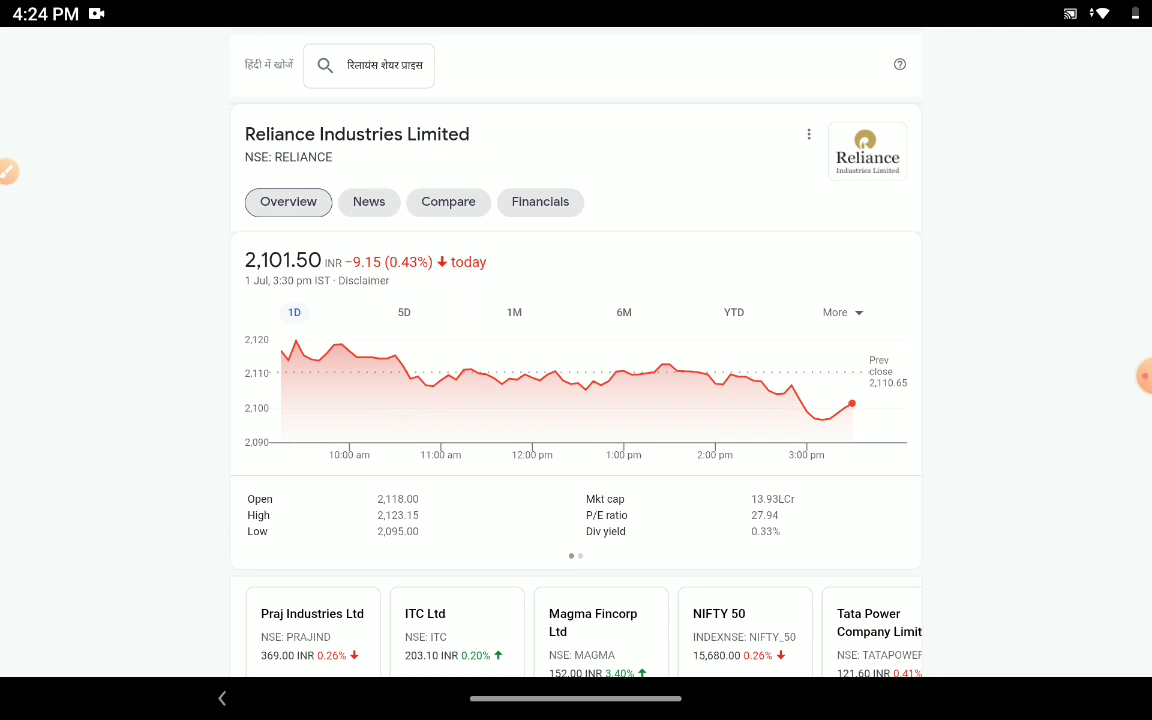 4:24 PM
हिंदी में खोजें
रिलायंस शेयर प्राइस
Reliance Industries Limited
NSE: RELIANCE
Reliance
Industries Limited
Overview News Compare Financials
2,101.50 INR −9.15 (0.43%) today
1 Jul, 3:30 pm IST · Disclaimer
1D 5D 1M 6M YTD More
2,120
2,110
2,100
2,090
Prev
close
2,110.65
10:00 am 11:00 am 12:00 pm 1:00 pm 2:00 pm 3:00 pm
Open 2,118.00 Mkt cap 13.93LCr
High 2,123.15 P/E ratio 27.94
Low 2,095.00 Div yield 0.33%
Praj Industries Ltd
NSE: PRAJIND
369.00 INR 0.26%
ITC Ltd
NSE: ITC
203.10 INR 0.20%
Magma Fincorp
Ltd
NSE: MAGMA
152.00 INR 3.40%
NIFTY 50
INDEXNSE: NIFTY_50
15,680.00 0.26%
Tata Power
Company Limit
NSE: TATAPOWER
121.60 INR 0.41%